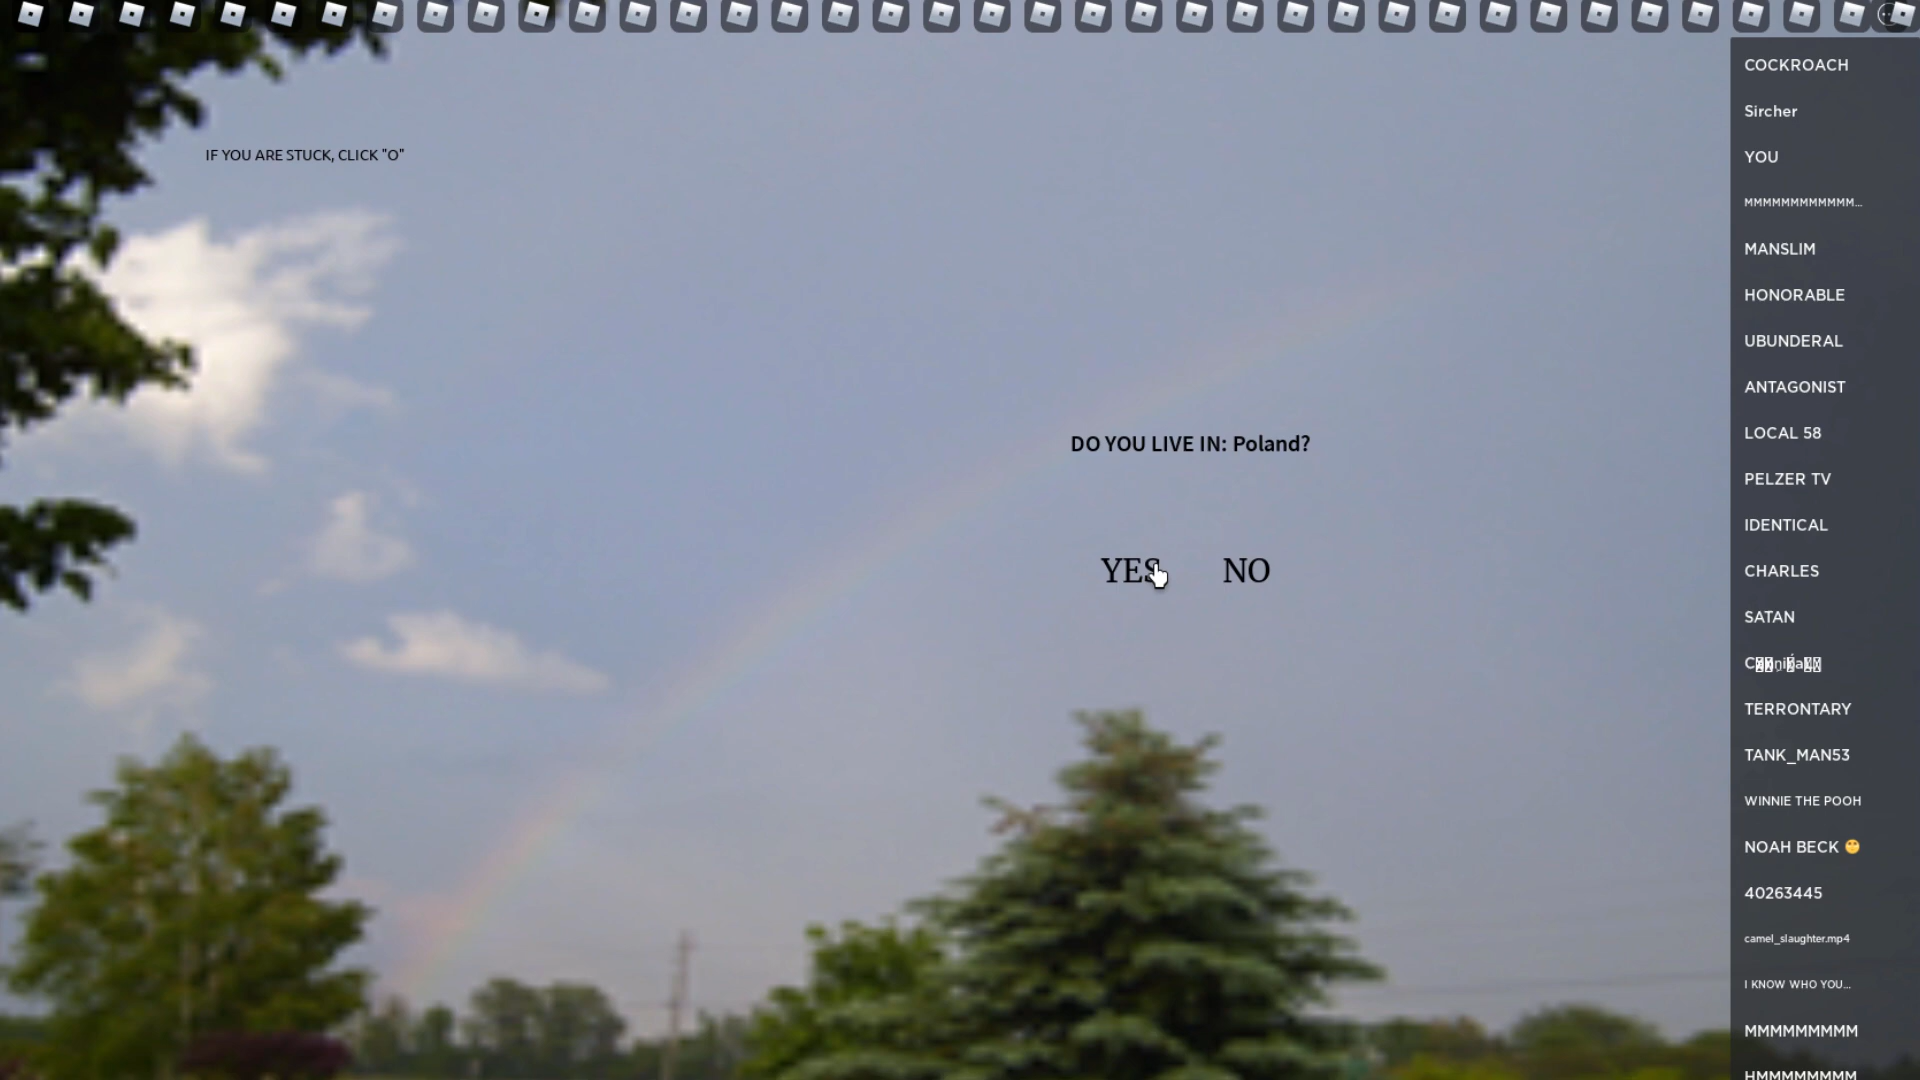 IF YOU ARE STUCK, CLICK "O"
DO YOU LIVE IN: Poland?
YES NO
COCKROACH
Sircher
YOU
MMMMMMMMMMMM...
MANSLIM
HONORABLE
UBUNDERAL
ANTAGONIST
LOCAL 58
PELZER TV
IDENTICAL
CHARLES
SATAN
TERRONTARY
TANK_MAN53
WINNIE THE POOH
NOAH BECK 🙄
40263445
camel_slaughter.mp4
I KNOW WHO YOU...
MMMMMMMMM
HMMMMMMMM